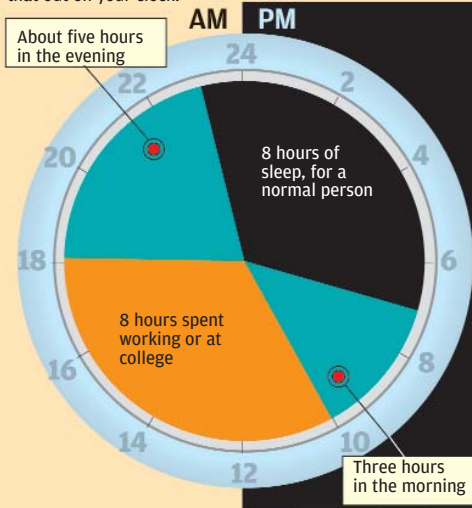 that out on your clock.
AM PM
About five hours
in the evening
24
2
4
6
8
10
12
14
16
18
20
22
8 hours of
sleep, for a
normal person
8 hours spent
working or at
college
Three hours
in the morning